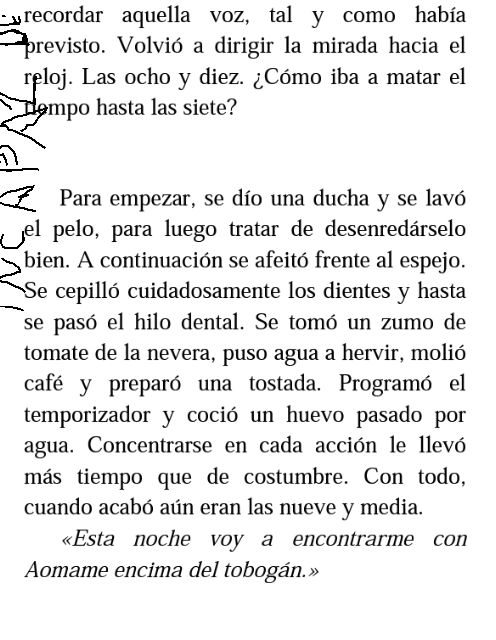 recordar aquella voz, tal y como había
previsto. Volvió a dirigir la mirada hacia el
reloj. Las ocho y diez. ¿Cómo iba a matar el
tiempo hasta las siete?
Para empezar, se dío una ducha y se lavó
el pelo, para luego tratar de desenredárselo
bien. A continuación se afeitó frente al espejo.
Se cepilló cuidadosamente los dientes y hasta
se pasó el hilo dental. Se tomó un zumo de
tomate de la nevera, puso agua a hervir, molió
café y preparó una tostada. Programó el
temporizador y coció un huevo pasado por
agua. Concentrarse en cada acción le llevó
más tiempo que de costumbre. Con todo,
cuando acabó aún eran las nueve y media.
«Esta noche voy a encontrarme con
Aomame encima del tobogán.»